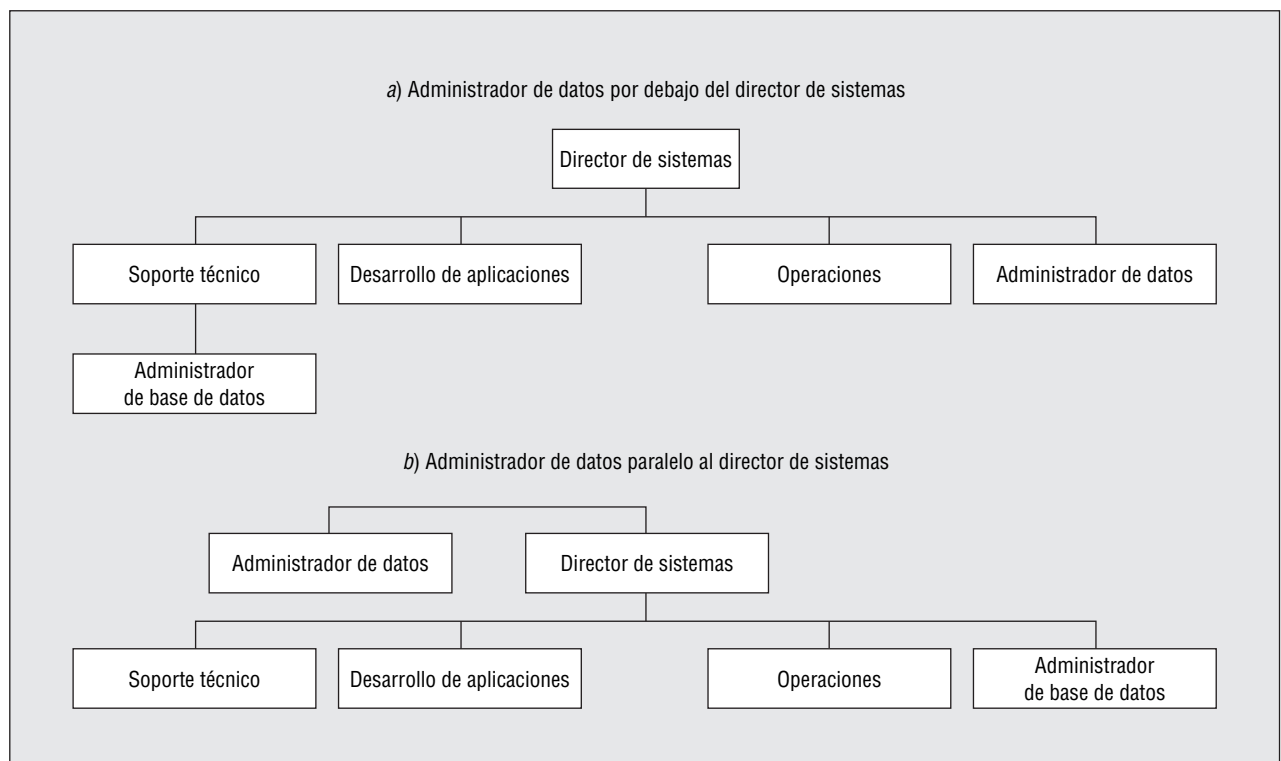 a) Administrador de datos por debajo del director de sistemas
Director de sistemas
Soporte técnico
Desarrollo de aplicaciones
Operaciones
Administrador de datos
Administrador
de base de datos
b) Administrador de datos paralelo al director de sistemas
Administrador de datos
Director de sistemas
Soporte técnico
Desarrollo de aplicaciones
Operaciones
Administrador
de base de datos